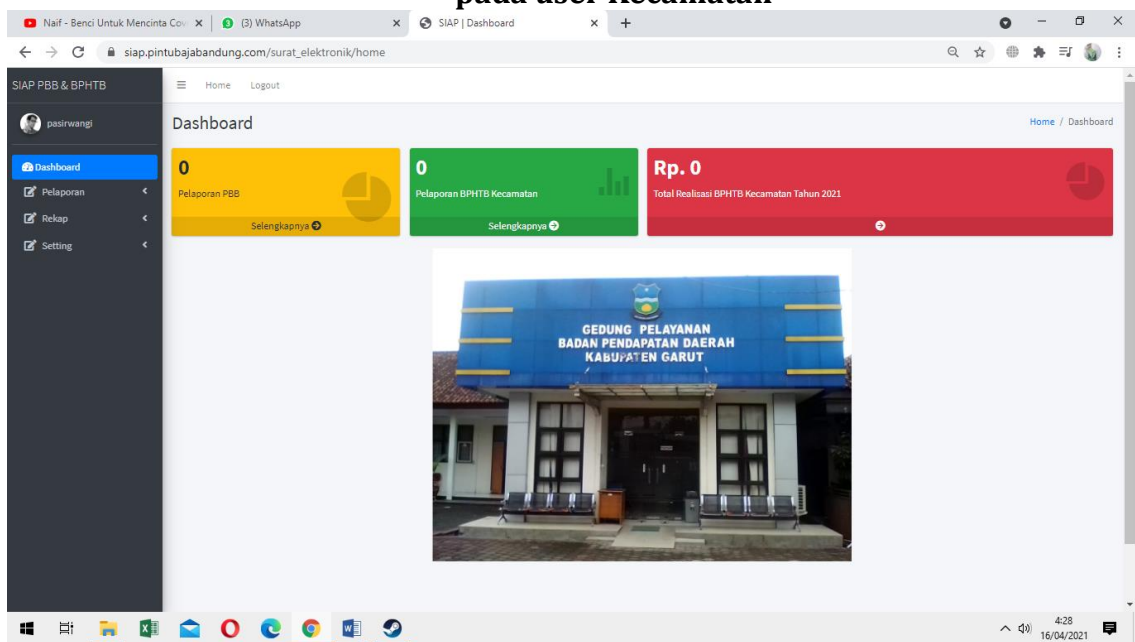 pada user Kecamatan
Naif - Benci Untuk Mencinta Cov
(3) WhatsApp
SIAP | Dashboard
siap.pintubajabandung.com/surat_elektronik/home
SIAP PBB & BPHTB
Home Logout
pasirwangi
Dashboard
Home / Dashboard
Dashboard
Pelaporan
Rekap
Setting
0
Pelaporan PBB
Selengkapnya
0
Pelaporan BPHTB Kecamatan
Selengkapnya
Rp. 0
Total Realisasi BPHTB Kecamatan Tahun 2021
GEDUNG PELAYANAN
BADAN PENDAPATAN DAERAH
KABUPATEN GARUT
4:28
16/04/2021